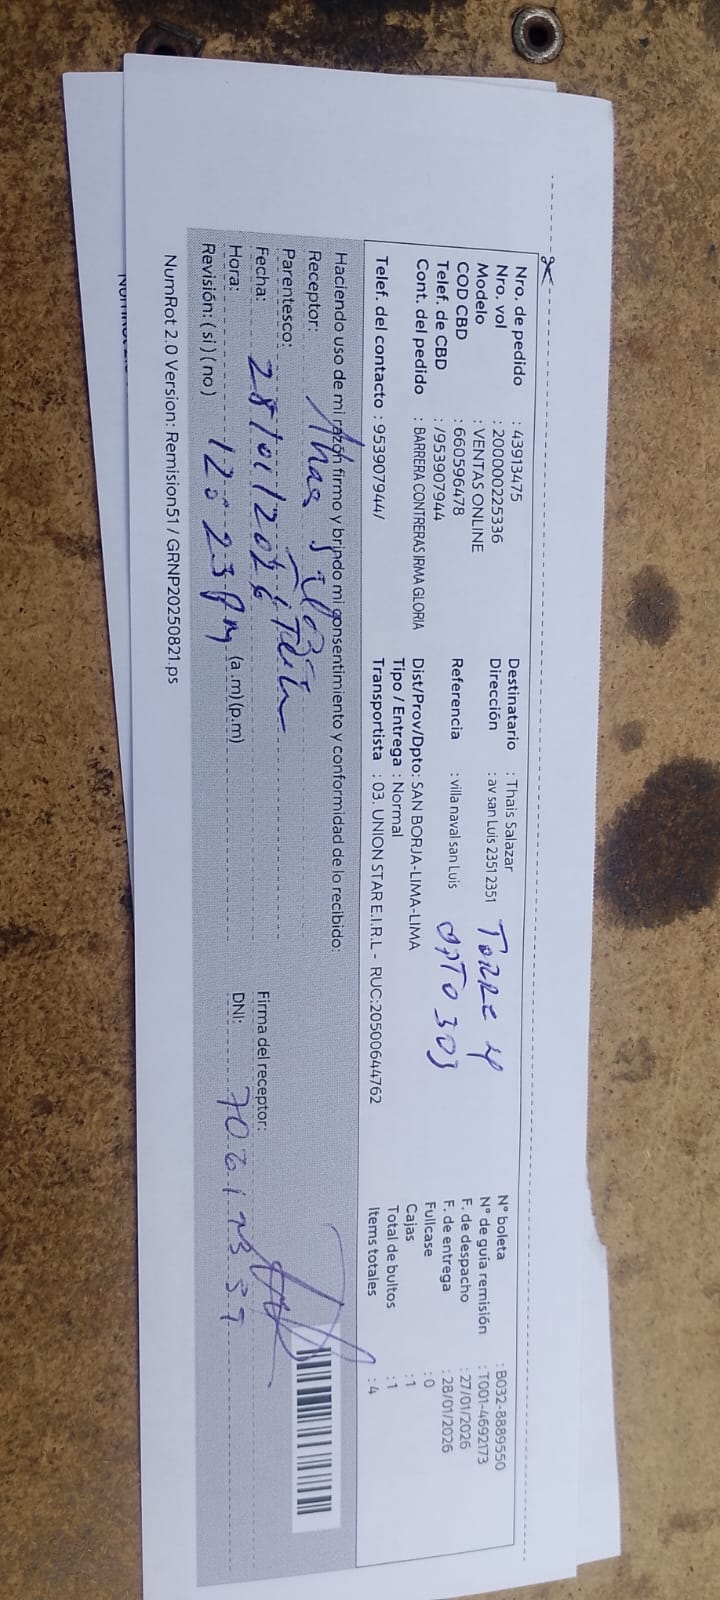 Nro. de pedido : 43913475
Nro. vol : 200000225336
Modelo : VENTAS ONLINE
COD CBD : 660596478
Telef. de CBD : /953907944
Cont. del pedido : BARRERA CONTRERAS IRMA GLORIA
Telef. del contacto : 953907944/
Destinatario : Thais Salazar
Dirección : av san Luis 2351 2351 TORRE 4
Referencia : villa naval san Luis DPTO 303
Dist/Prov/Dpto: SAN BORJA-LIMA-LIMA
Tipo / Entrega : Normal
Transportista : 03. UNION STAR E.I.R.L - RUC:20500644762
N° boleta : B032-8889550
N° de guía remisión : T001-4692173
F. de despacho : 27/01/2026
F. de entrega : 28/01/2026
Fullcase : 0
Cajas : 1
Total de bultos : 1
Items totales : 4
Haciendo uso de mi razón firmo y brindo mi consentimiento y conformidad de lo recibido:
Receptor:
Parentesco:
Fecha: 28/01/2026
Hora: 12:23 PM (a.m)(p.m)
Revisión: (si) (no)
Firma del receptor:
DNI:
NumRot 2.0 Version: Remision51 / GRNP20250821.ps